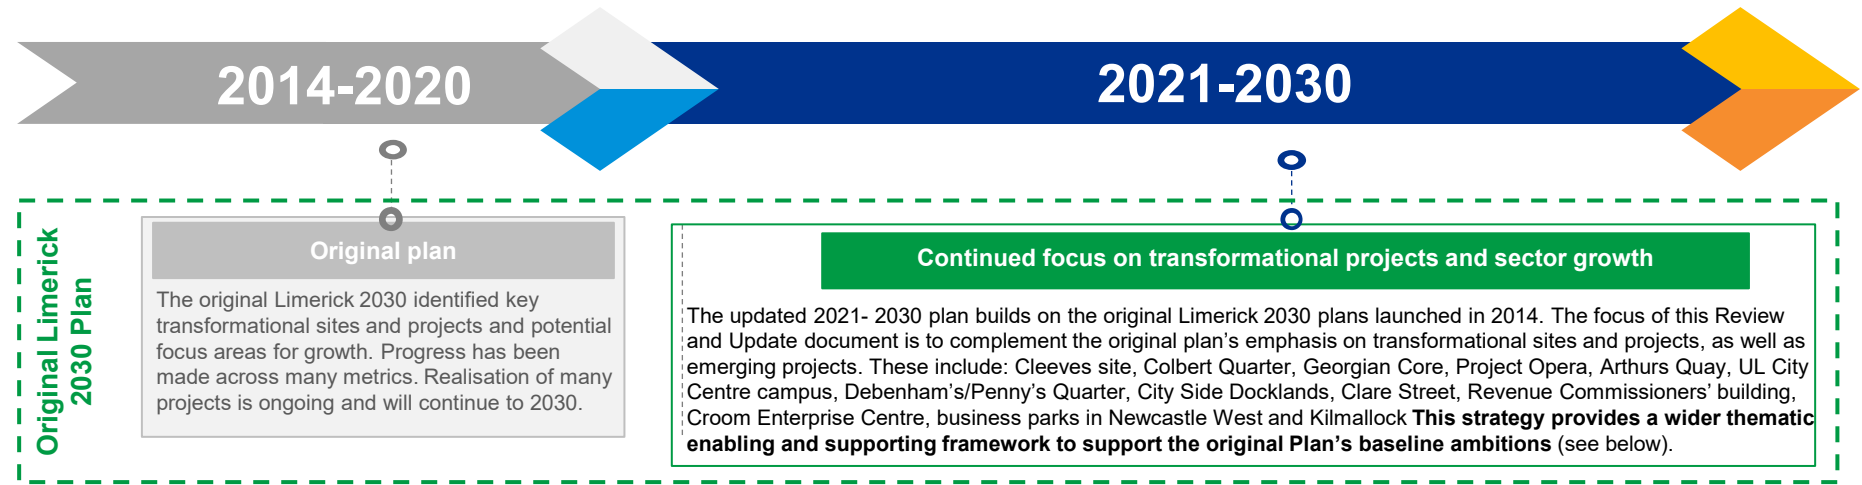 2014-2020
2021-2030
Original Limerick
2030 Plan
Original plan
The original Limerick 2030 identified key
transformational sites and projects and potential
focus areas for growth. Progress has been
made across many metrics. Realisation of many
projects is ongoing and will continue to 2030.
Continued focus on transformational projects and sector growth
The updated 2021- 2030 plan builds on the original Limerick 2030 plans launched in 2014. The focus of this Review
and Update document is to complement the original plan's emphasis on transformational sites and projects, as well as
emerging projects. These include: Cleeves site, Colbert Quarter, Georgian Core, Project Opera, Arthurs Quay, UL City
Centre campus, Debenham's/Penny's Quarter, City Side Docklands, Clare Street, Revenue Commissioners' building,
Croom Enterprise Centre, business parks in Newcastle West and Kilmallock This strategy provides a wider thematic
enabling and supporting framework to support the original Plan's baseline ambitions (see below).